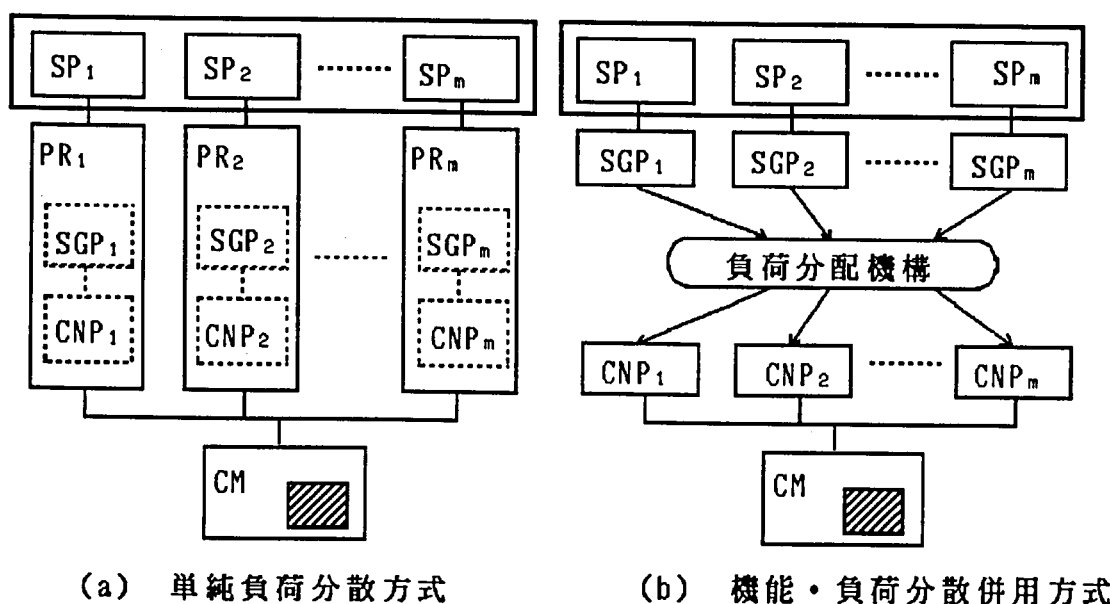 SP₁ SP₂ ........ SPₘ
PR₁ PR₂ PRₘ
SGP₁ SGP₂ ........ SGPₘ
CNP₁ CNP₂ CNPₘ
CM
(a) 単純負荷分散方式
SP₁ SP₂ ........ SPₘ
SGP₁ SGP₂ ........ SGPₘ
負荷分配機構
CNP₁ CNP₂ ........ CNPₘ
CM
(b) 機能・負荷分散併用方式